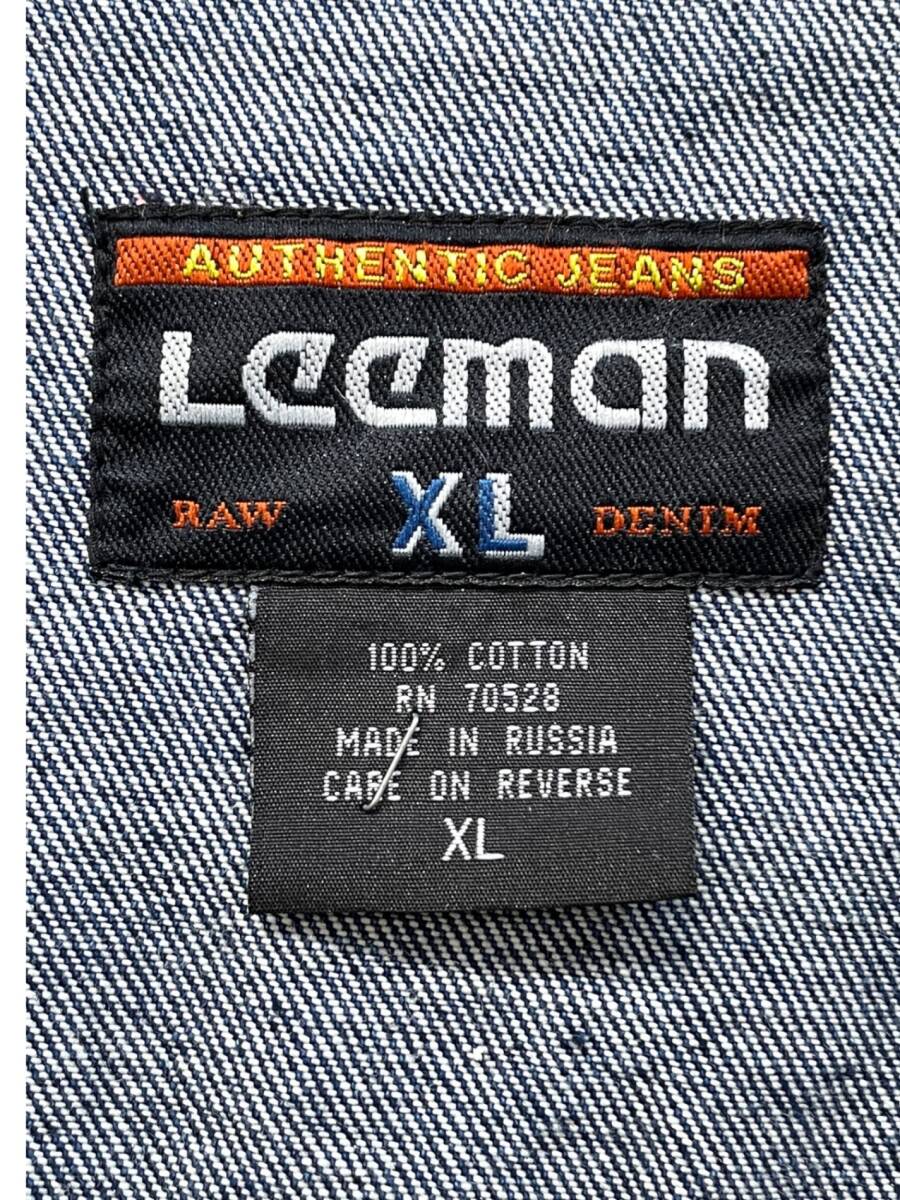 AUTHENTIC JEANS
Leeman
RAW XL DENIM
100% COTTON
RN 70528
MADE IN RUSSIA
CARE ON REVERSE
XL